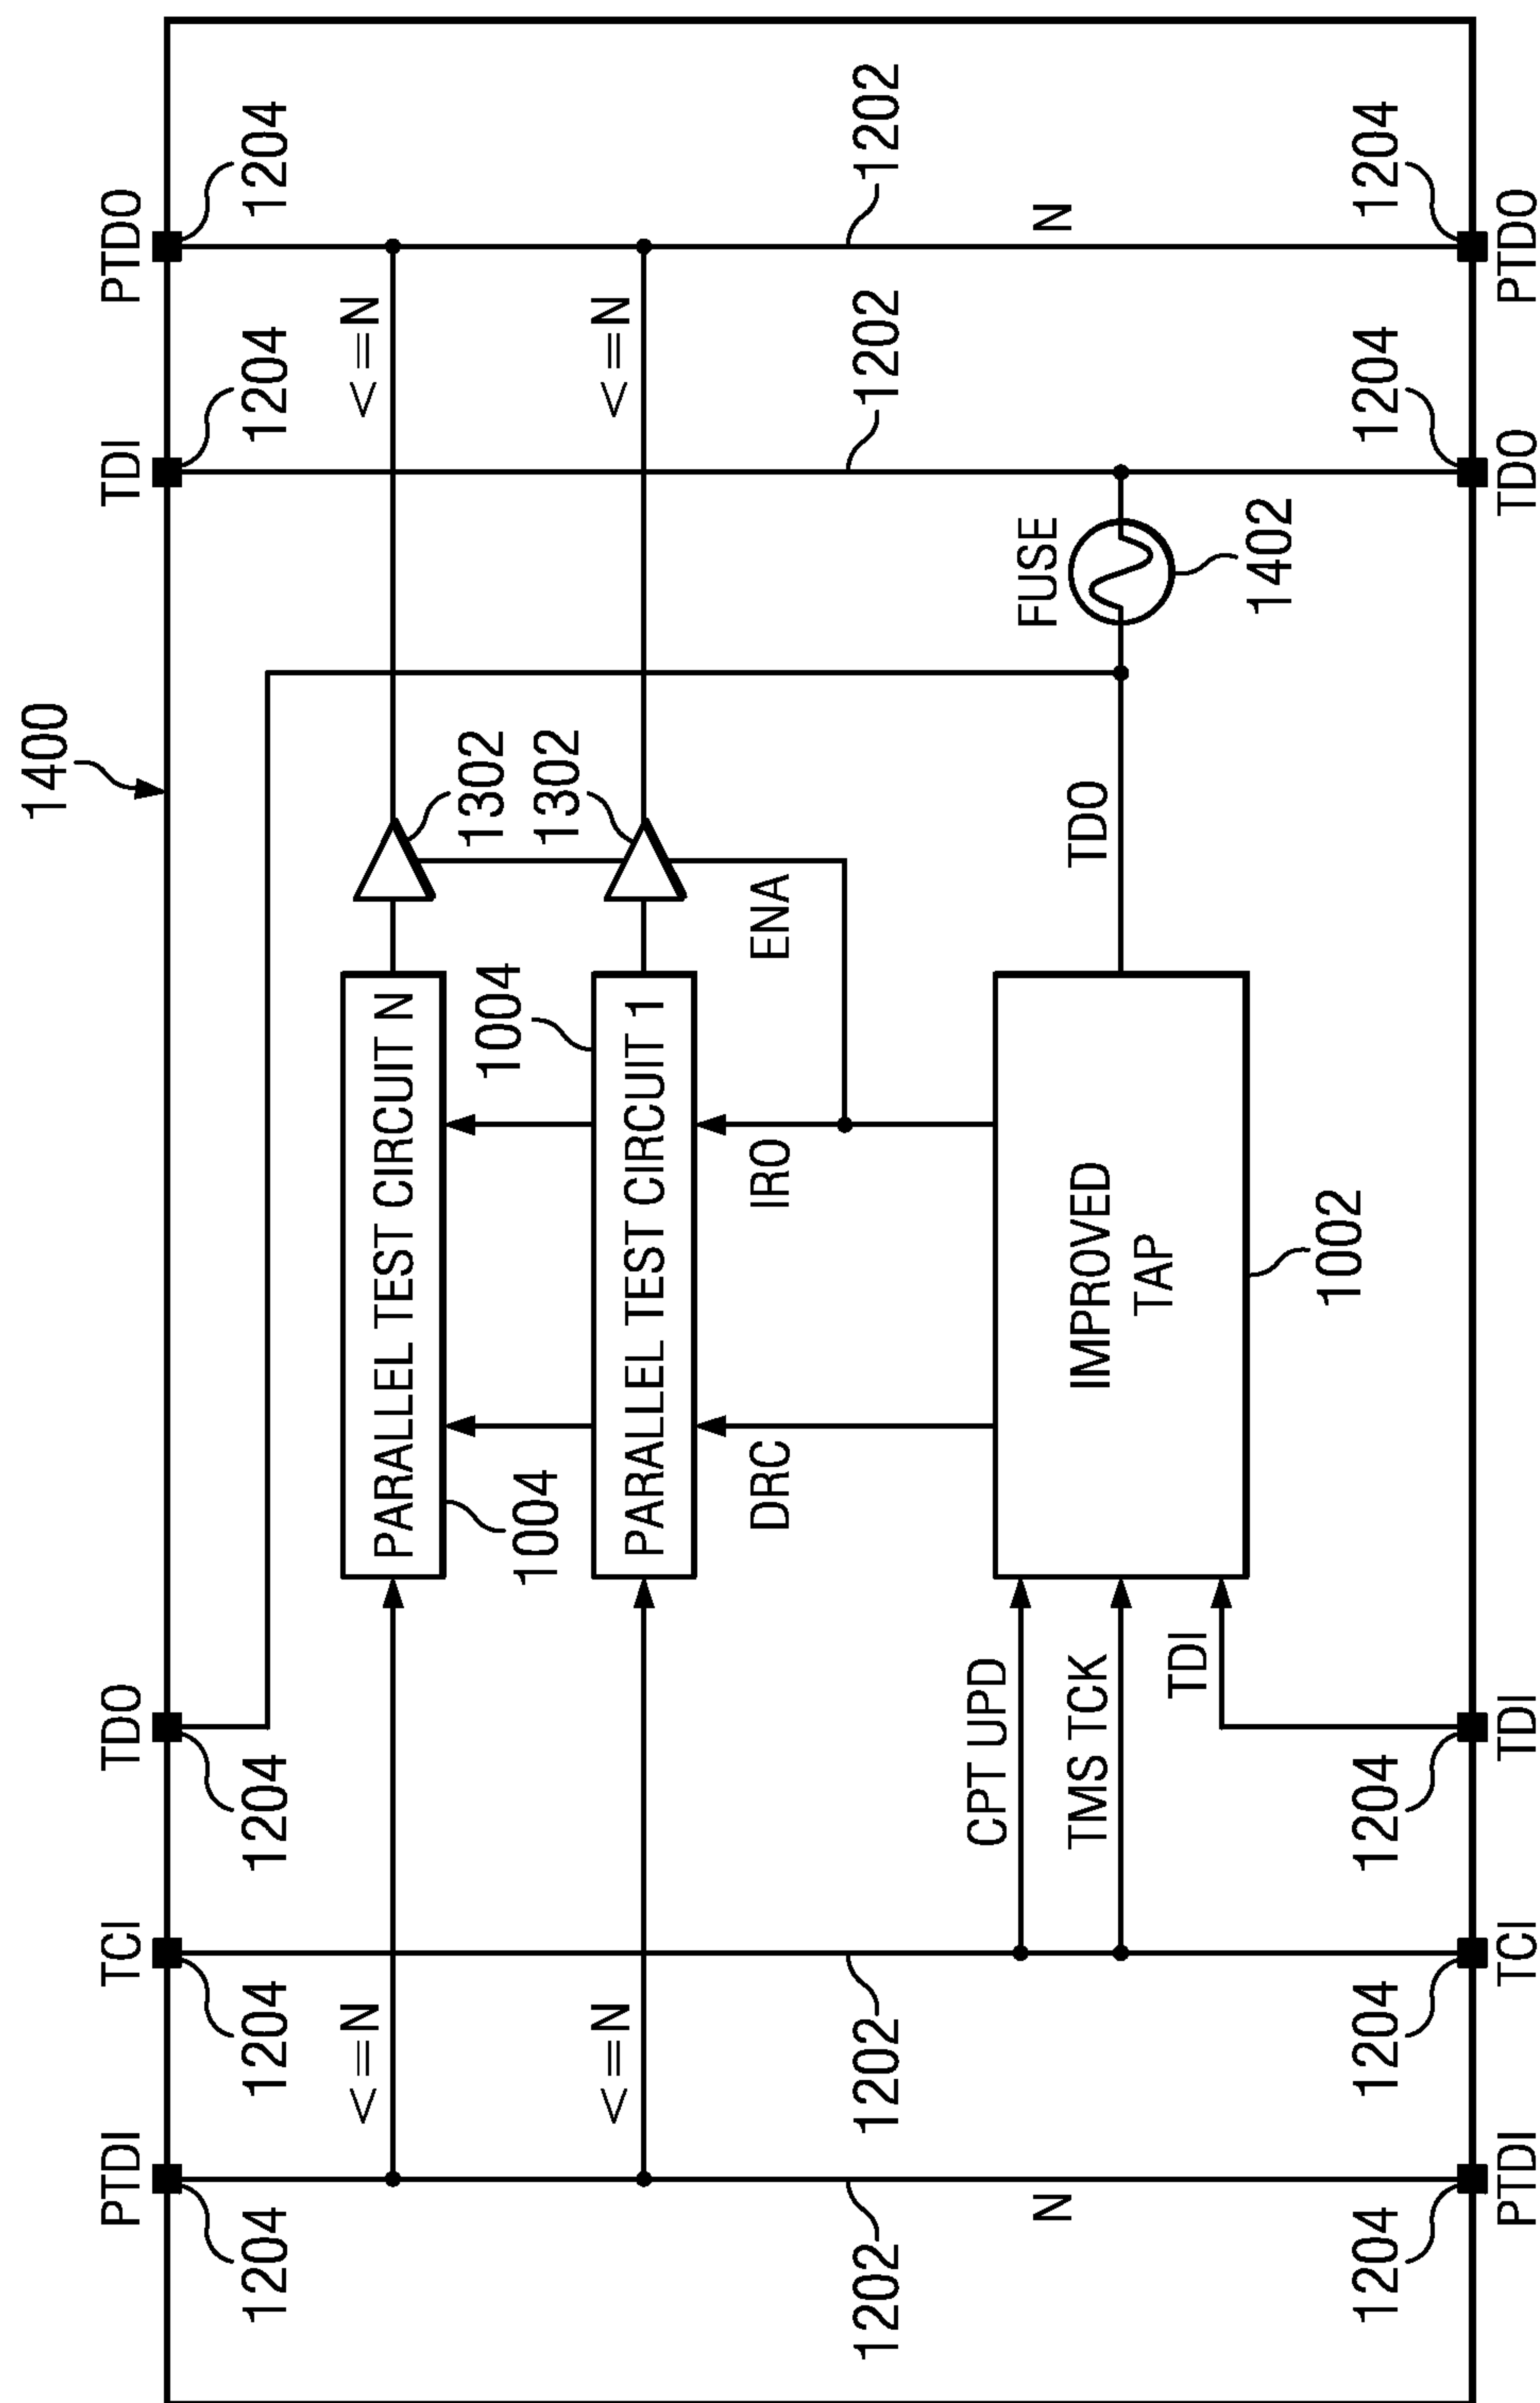 1400
PTDI
TCI
TDO
TDI
PTDO
1204
1204
1204
1204
1204
<=N
<=N
PARALLEL TEST CIRCUIT N
1302
1004
1004
1302
<=N
<=N
PARALLEL TEST CIRCUIT 1
DRC
IRO
ENA
1202
1202
1202
1202
CPT UPD
N
FUSE
N
TMS TCK
IMPROVED
TAP
TDO
TDI
1402
1002
1204
1204
1204
1204
1204
PTDI
TCI
TDI
TDO
PTDO